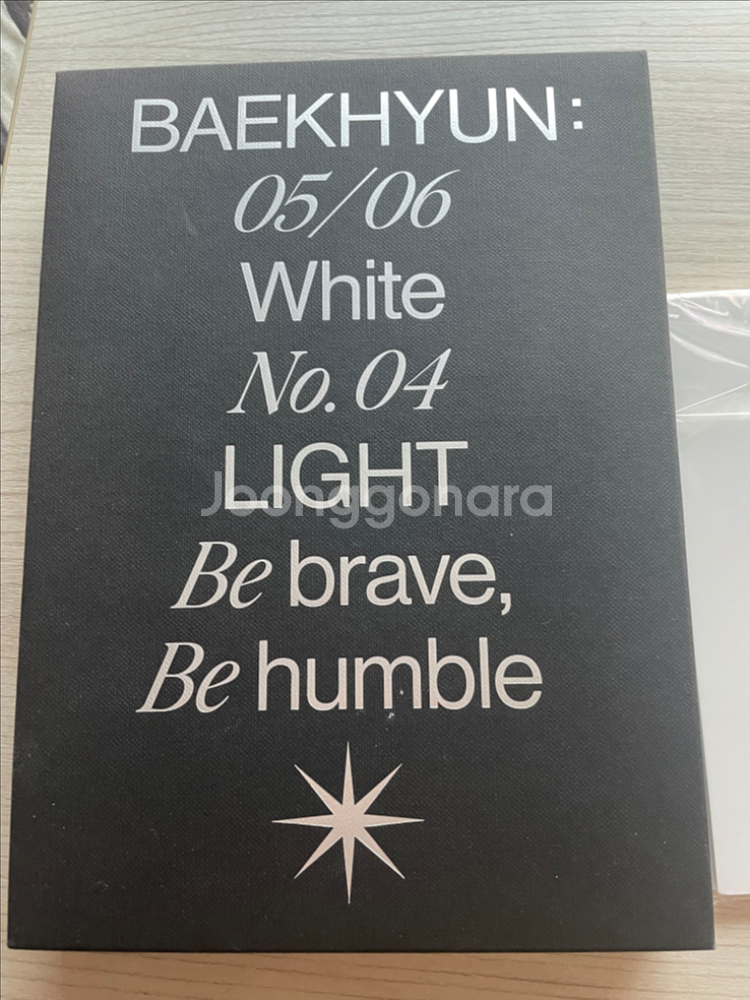 BAEKHYUN:
05/06
White
No. 04
LIGHT
Joonggonara
Be brave,
Be humble